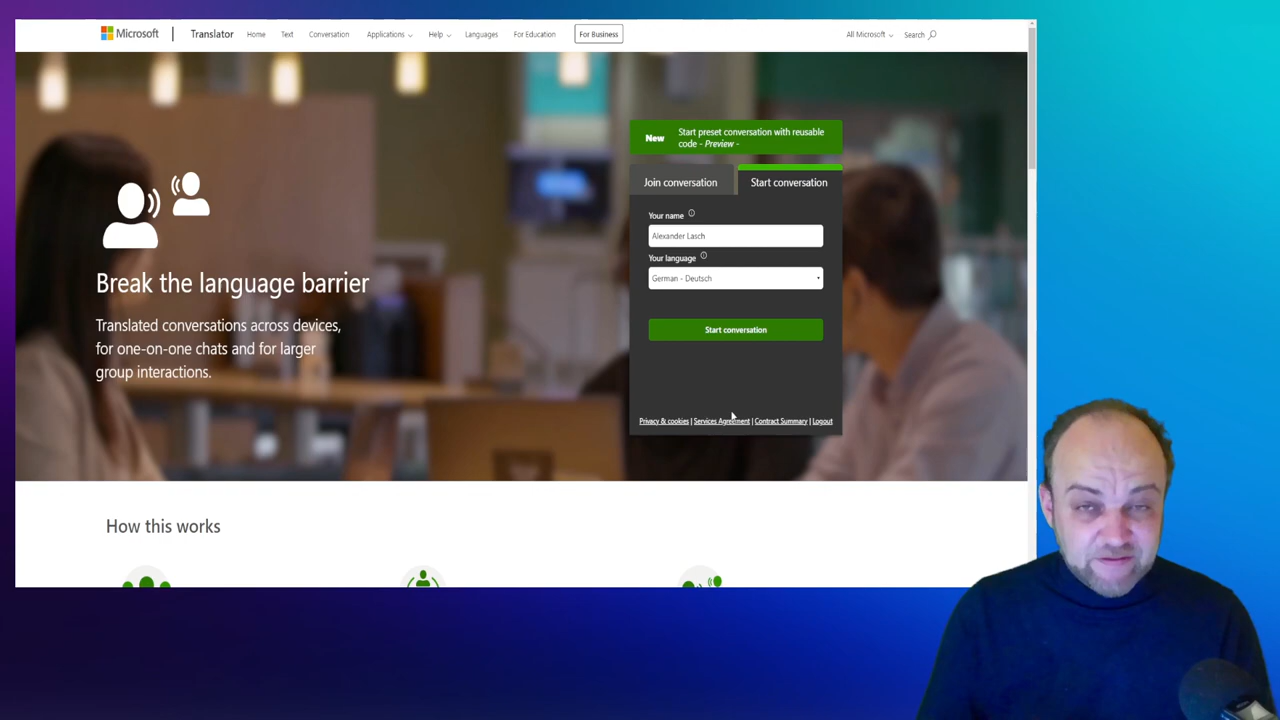 Microsoft | Translator Home Text Conversation Applications Help Languages For Education For Business All Microsoft Search
New Start preset conversation with reusable
code - Preview -
Join conversation Start conversation
Your name
Alexander Lasch
Your language
German - Deutsch
Start conversation
Privacy & cookies | Services Agreement | Contract Summary | Logout
Break the language barrier
Translated conversations across devices,
for one-on-one chats and for larger
group interactions.
How this works